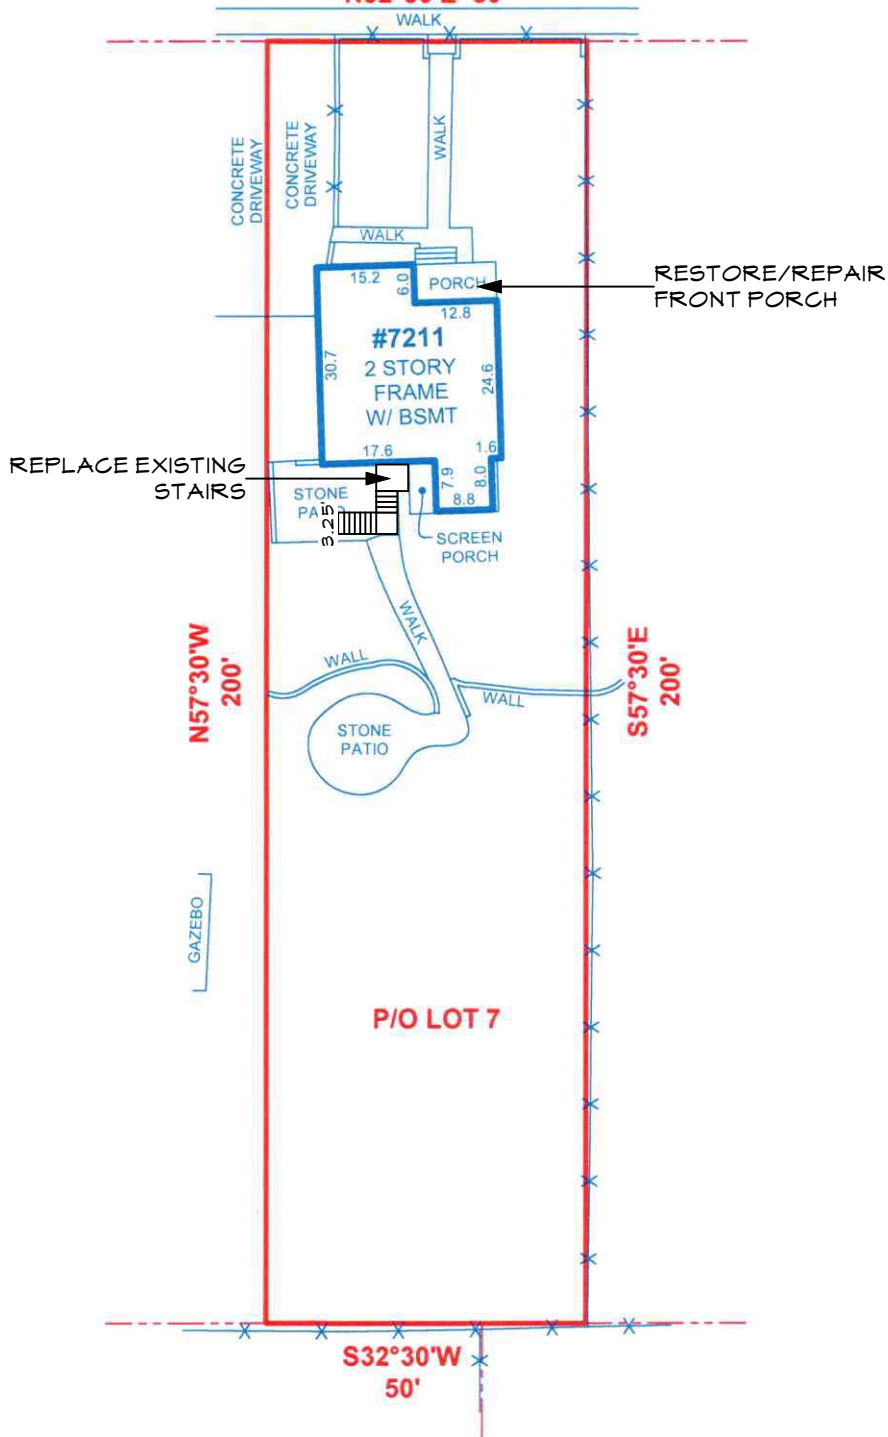 WALK
CONCRETE
DRIVEWAY
CONCRETE
DRIVEWAY
WALK
WALK
15.2
6.0
PORCH
12.8
RESTORE/REPAIR
FRONT PORCH
#7211
2 STORY
FRAME
W/ BSMT
30.7
24.6
17.6
1.6
7.9
8.0
8.8
REPLACE EXISTING
STAIRS
STONE
3.25'
SCREEN
PORCH
WALK
N57°30'W
200'
S57°30'E
200'
WALL
WALL
STONE
PATIO
GAZEBO
P/O LOT 7
S32°30'W
50'